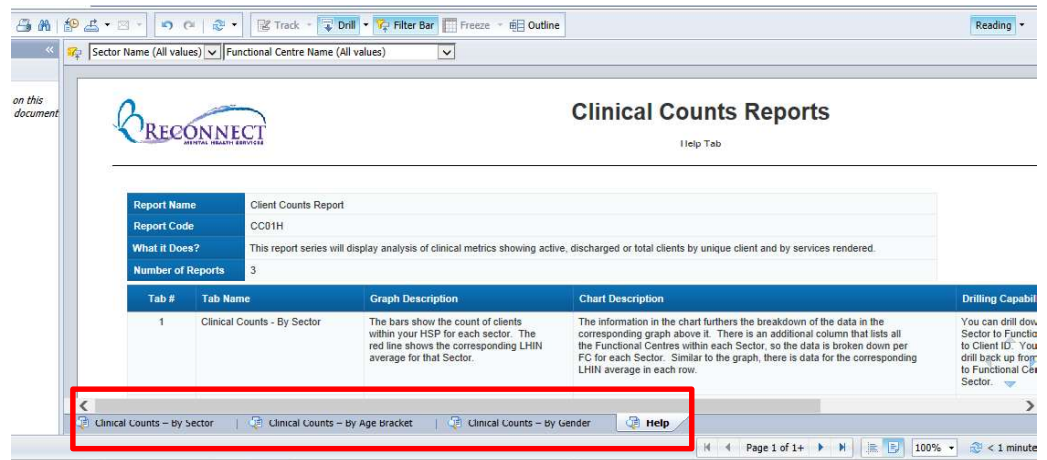 Track Drill Filter Bar Freeze Outline Reading
« Sector Name (All values) Functional Centre Name (All values)
on this
document
RECONNECT
MENTAL HEALTH SERVICES
Clinical Counts Reports
Help Tab
Report Name Client Counts Report
Report Code CC01H
What it Does? This report series will display analysis of clinical metrics showing active, discharged or total clients by unique client and by services rendered.
Number of Reports 3
Tab # Tab Name Graph Description Chart Description Drilling Capabili
1 Clinical Counts - By Sector The bars show the count of clients The information in the chart furthers the breakdown of the data in the You can drill dow
within your HSP for each sector. The corresponding graph above it. There is an additional column that lists all Sector to Functio
red line shows the corresponding LHIN the Functional Centres within each Sector, so the data is broken down per to Client ID. You
average for that Sector. FC for each Sector. Similar to the graph, there is data for the corresponding drill back up from
LHIN average in each row. to Functional Cen
Sector.
Clinical Counts – By Sector | Clinical Counts – By Age Bracket | Clinical Counts – By Gender Help
Page 1 of 1+ 100% < 1 minute